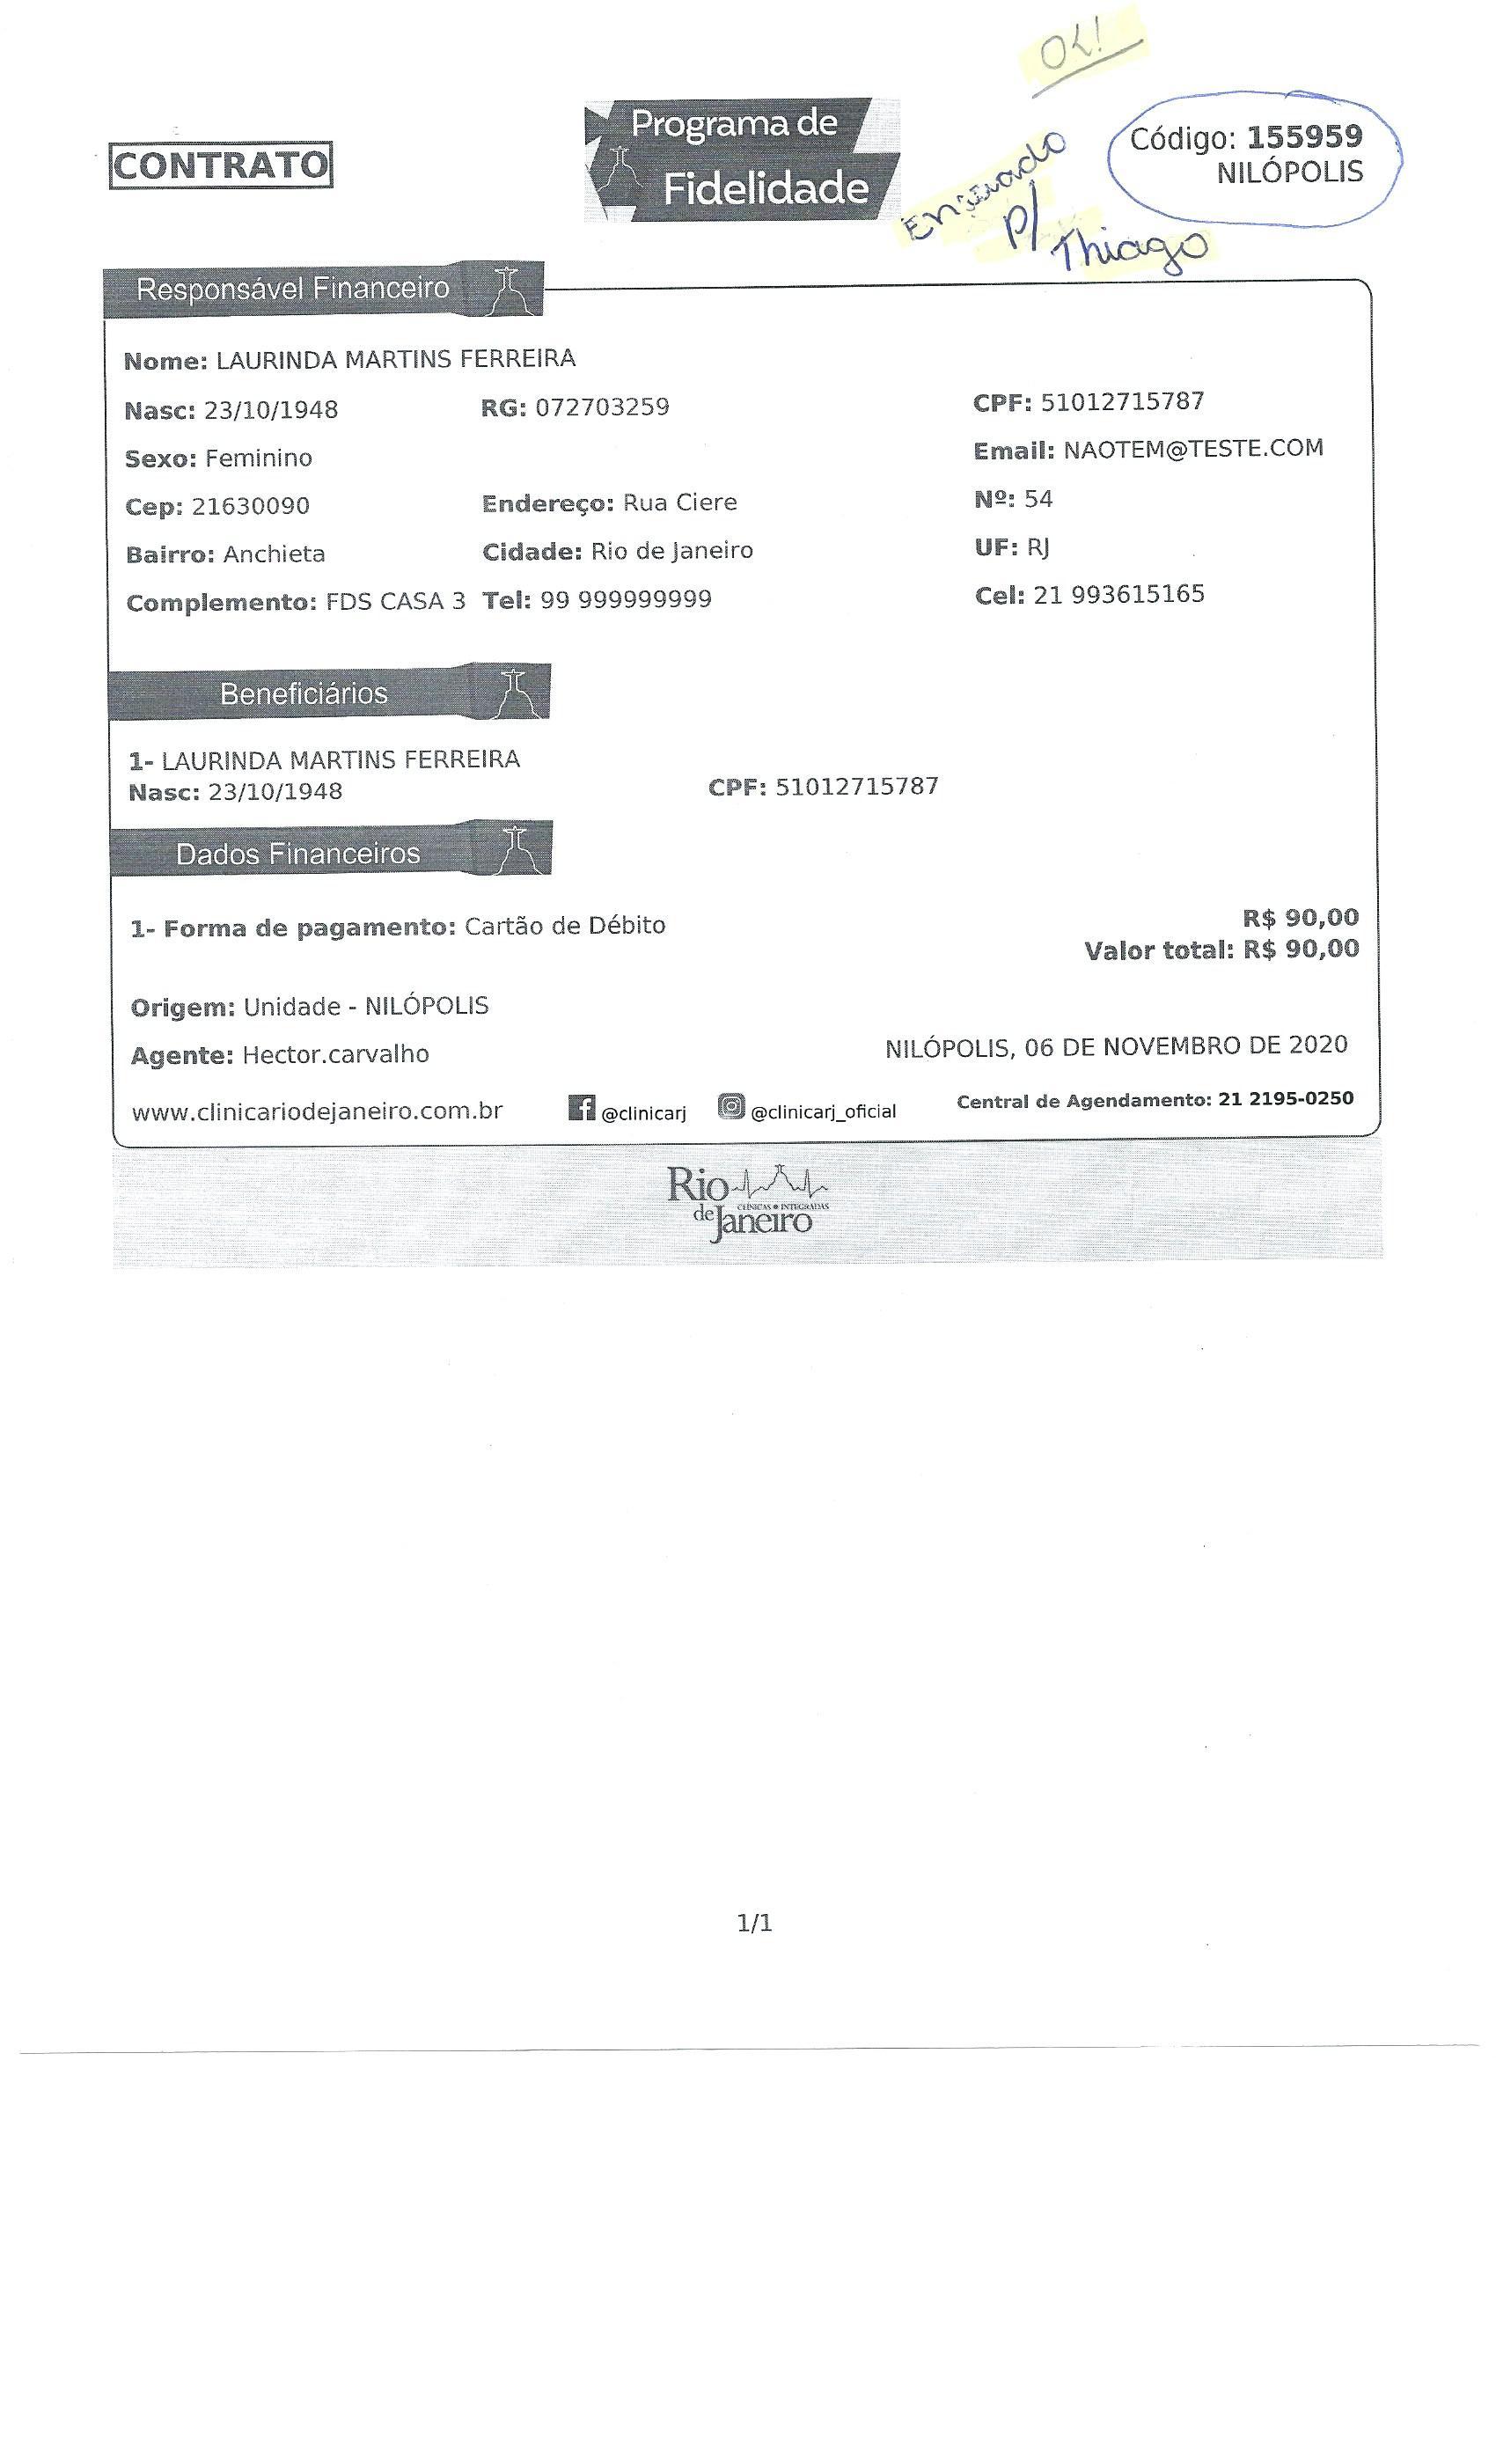 OK!
CONTRATO
Programa de
Fidelidade
Código: 155959
NILÓPOLIS
Enviado
p/
Thiago
Responsável Financeiro
Nome: LAURINDA MARTINS FERREIRA
Nasc: 23/10/1948 RG: 072703259 CPF: 51012715787
Sexo: Feminino Email: NAOTEM@TESTE.COM
Cep: 21630090 Endereço: Rua Ciere Nº: 54
Bairro: Anchieta Cidade: Rio de Janeiro UF: RJ
Complemento: FDS CASA 3 Tel: 99 999999999 Cel: 21 993615165
Beneficiários
1- LAURINDA MARTINS FERREIRA
Nasc: 23/10/1948 CPF: 51012715787
Dados Financeiros
1- Forma de pagamento: Cartão de Débito R$ 90,00
Valor total: R$ 90,00
Origem: Unidade - NILÓPOLIS
Agente: Hector.carvalho NILÓPOLIS, 06 DE NOVEMBRO DE 2020
www.clinicariodejaneiro.com.br @clinicarj @clinicarj_oficial Central de Agendamento: 21 2195-0250
Rio
CLÍNICAS INTEGRADAS
de Janeiro
1/1